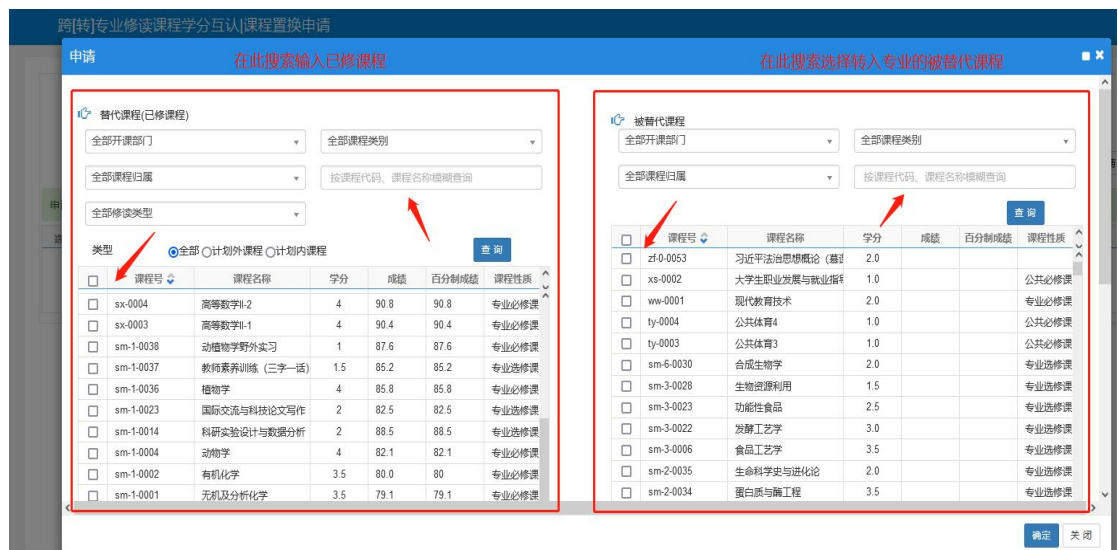 跨[转]专业修读课程学分互认|课程置换申请
申请
在此搜索输入已修课程
在此搜索选择转入专业的被替代课程
替代课程(已修课程)
全部开课部门 全部课程类别
全部课程归属 按课程代码、课程名称模糊查询
全部修读类型
类型 全部 计划外课程 计划内课程 查询
课程号 课程名称 学分 成绩 百分制成绩 课程性质
sx-0004 高等数学II-2 4 90.8 90.8 专业必修课
sx-0003 高等数学II-1 4 90.4 90.4 专业必修课
sm-1-0038 动植物学野外实习 1 87.6 87.6 专业必修课
sm-1-0037 教师素养训练（三字一话) 1.5 85.2 85.2 专业必修课
sm-1-0036 植物学 4 85.8 85.8 专业必修课
sm-1-0023 国际交流与科技论文写作 2 82.5 82.5 专业选修课
sm-1-0014 科研实验设计与数据分析 2 88.5 88.5 专业选修课
sm-1-0004 动物学 4 82.1 82.1 专业必修课
sm-1-0002 有机化学 3.5 80.0 80 专业必修课
sm-1-0001 无机及分析化学 3.5 79.1 79.1 专业必修课
被替代课程
全部开课部门 全部课程类别
全部课程归属 按课程代码、课程名称模糊查询
查询
课程号 课程名称 学分 成绩 百分制成绩 课程性质
zf-0-0053 习近平法治思想概论（慕 2.0
xs-0002 大学生职业发展与就业指导 1.0 公共必修课
ww-0001 现代教育技术 2.0 专业必修课
ty-0004 公共体育4 1.0 公共必修课
ty-0003 公共体育3 1.0 公共必修课
sm-6-0030 合成生物学 2.0 专业选修课
sm-3-0028 生物资源利用 1.5 专业选修课
sm-3-0023 功能性食品 2.5 专业选修课
sm-3-0022 发酵工艺学 3.0 专业选修课
sm-3-0006 食品工艺学 3.5 专业选修课
sm-2-0035 生命科学史与进化论 2.0 专业选修课
sm-2-0034 蛋白质与酶工程 3.5 专业选修课
确定 关闭